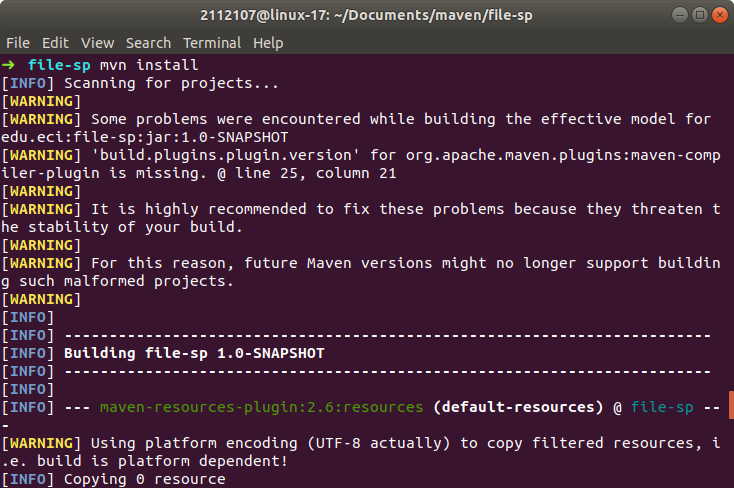 2112107@linux-17: ~/Documents/maven/file-sp
File Edit View Search Terminal Help
➜ file-sp mvn install
[INFO] Scanning for projects...
[WARNING]
[WARNING] Some problems were encountered while building the effective model for
edu.eci:file-sp:jar:1.0-SNAPSHOT
[WARNING] 'build.plugins.plugin.version' for org.apache.maven.plugins:maven-comp
iler-plugin is missing. @ line 25, column 21
[WARNING]
[WARNING] It is highly recommended to fix these problems because they threaten t
he stability of your build.
[WARNING]
[WARNING] For this reason, future Maven versions might no longer support buildin
g such malformed projects.
[WARNING]
[INFO]
[INFO] ------------------------------------------------------------------------
[INFO] Building file-sp 1.0-SNAPSHOT
[INFO] ------------------------------------------------------------------------
[INFO]
[INFO] --- maven-resources-plugin:2.6:resources (default-resources) @ file-sp --
-
[WARNING] Using platform encoding (UTF-8 actually) to copy filtered resources, i
.e. build is platform dependent!
[INFO] Copying 0 resource